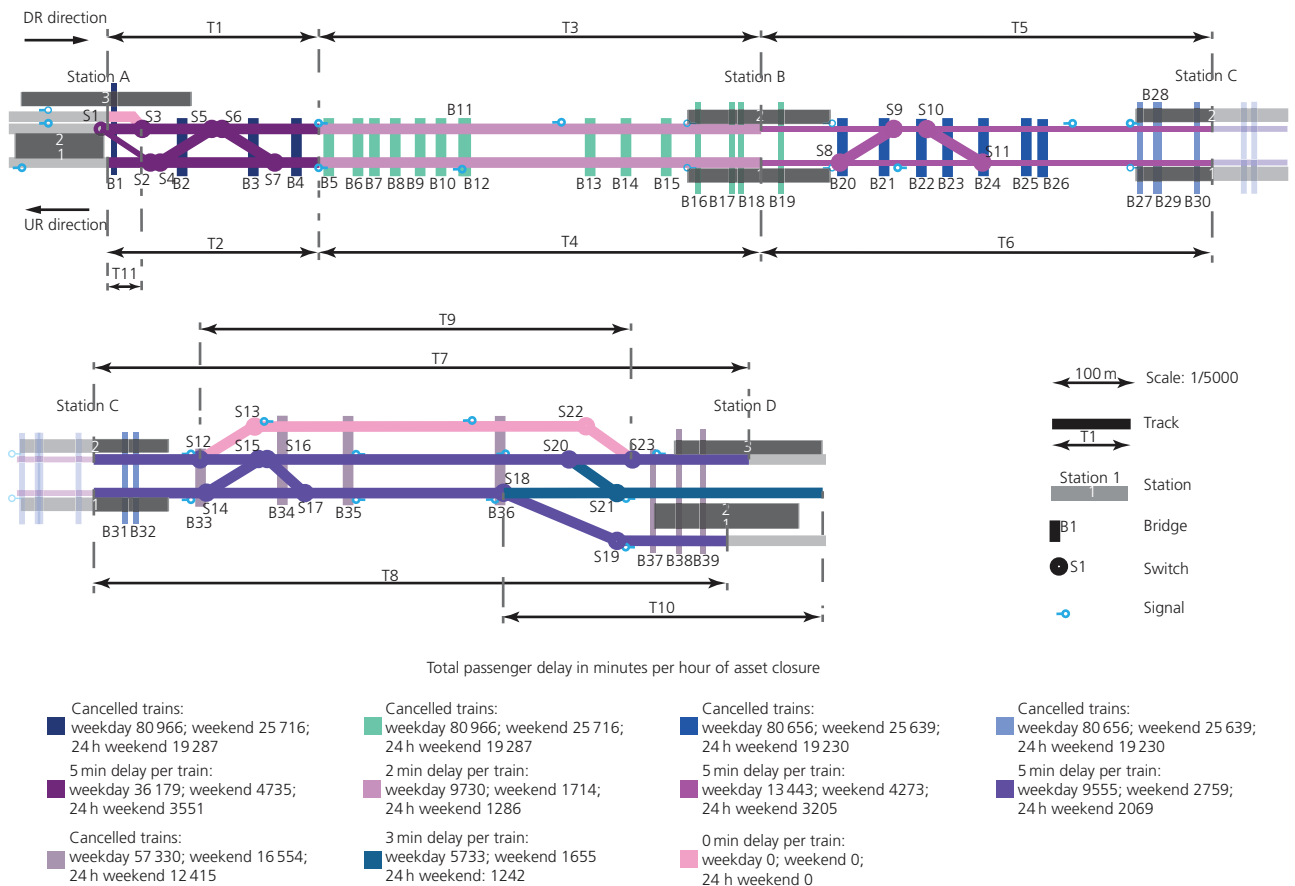 DR direction
T1
T3
T5
Station A
Station B
Station C
3
B11
B28
S1
S3
S5
S6
2
S9
S10
2
2
1
S8
S11
1
1
B1
S2
S4
B2
B3
S7
B4
B5
B6
B7
B8
B9
B10
B12
B13
B14
B15
B20
B21
B22
B23
B24
B25
B26
B16
B17
B18
B19
B27
B29
B30
UR direction
T2
T4
T6
T11
T9
T7
100 m
Scale: 1/5000
Station C
S13
S22
Station D
Track
S12
S15
S16
S20
S23
T1
2
3
S18
Station 1
Station
1
1
S14
S17
S21
B31
B32
B33
B34
B35
B36
2
1
B1
Bridge
S19
B37
B38
B39
S1
Switch
T8
T10
Signal
Total passenger delay in minutes per hour of asset closure
Cancelled trains:
weekday 80 966; weekend 25 716;
24 h weekend 19 287
Cancelled trains:
weekday 80 966; weekend 25 716;
24 h weekend 19 287
Cancelled trains:
weekday 80 656; weekend 25 639;
24 h weekend 19 230
Cancelled trains:
weekday 80 656; weekend 25 639;
24 h weekend 19 230
5 min delay per train:
weekday 36 179; weekend 4735;
24 h weekend 3551
2 min delay per train:
weekday 9730; weekend 1714;
24 h weekend 1286
5 min delay per train:
weekday 13 443; weekend 4273;
24 h weekend 3205
5 min delay per train:
weekday 9555; weekend 2759;
24 h weekend 2069
Cancelled trains:
weekday 57 330; weekend 16 554;
24 h weekend 12 415
3 min delay per train:
weekday 5733; weekend 1655
24 h weekend: 1242
0 min delay per train:
weekday 0; weekend 0;
24 h weekend 0